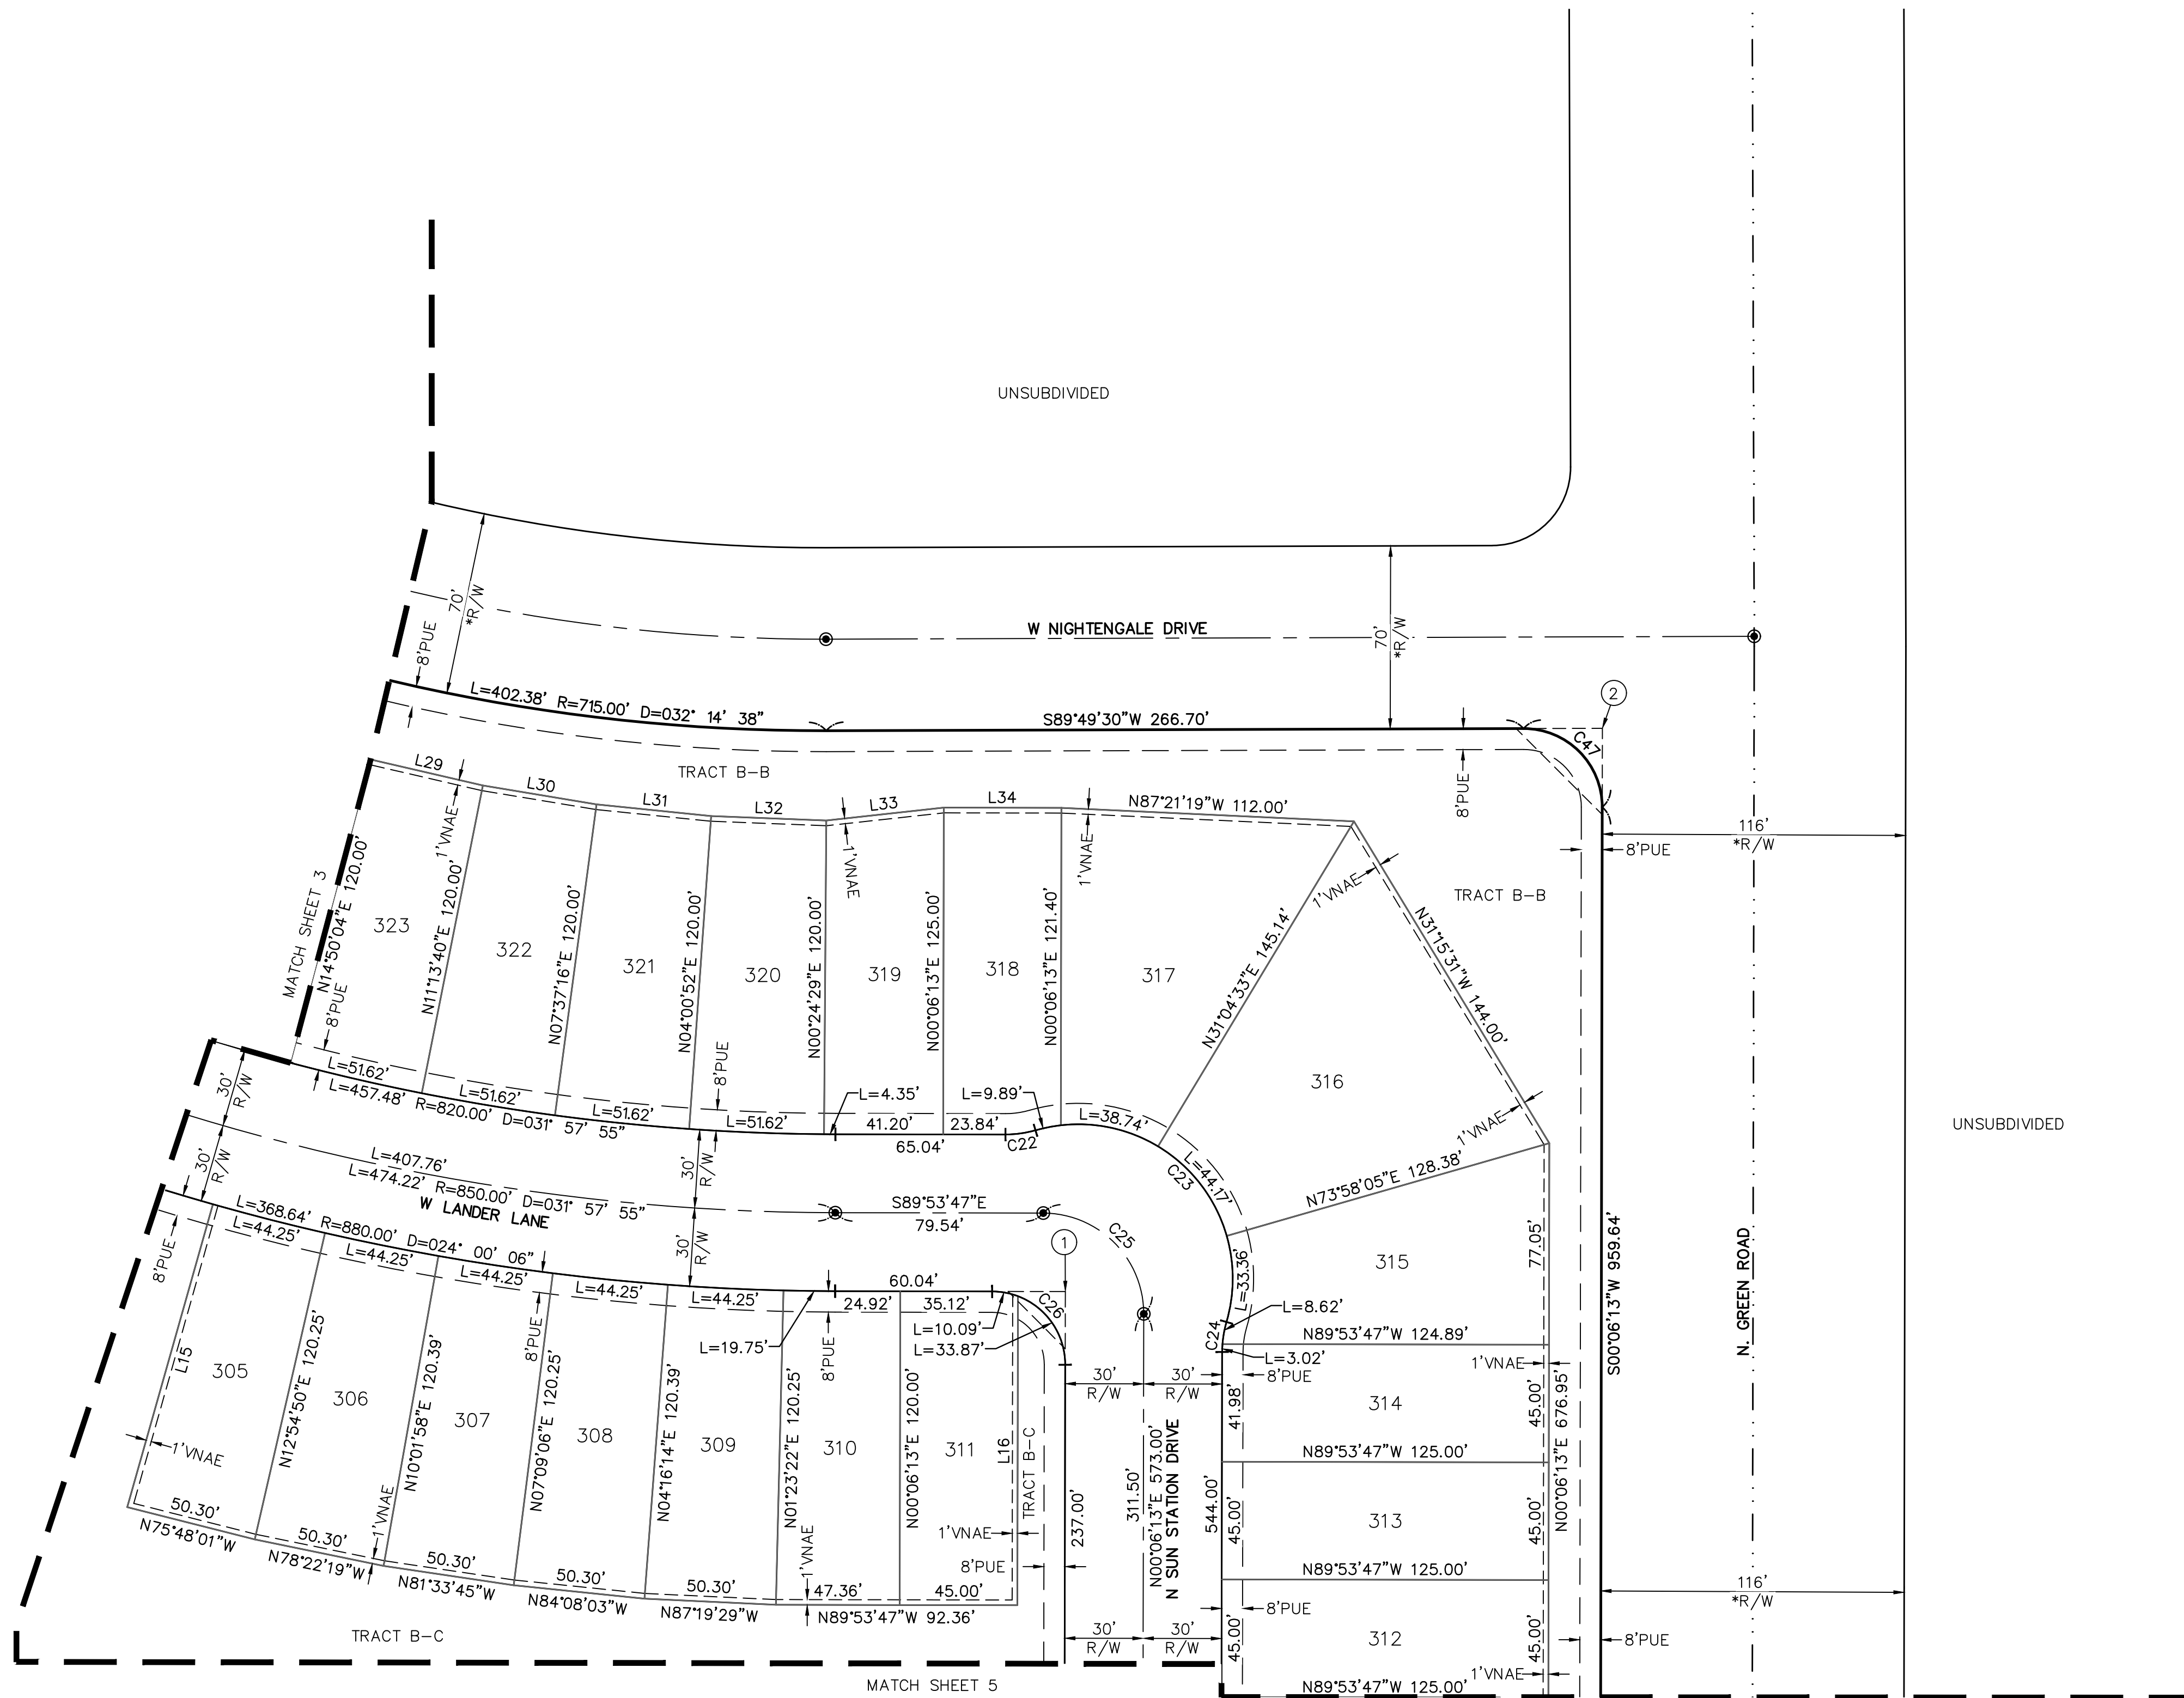 UNSUBDIVIDED
70'
*R/W
8'PUE
W NIGHTENGALE DRIVE
70'
*R/W
2
L=402.38' R=715.00' D=032° 14' 38"
S89°49'30"W 266.70'
C47
TRACT B-B
8'PUE
L29
L30
L31
L32
L33
L34
N87°21'19"W 112.00'
116'
*R/W
8'PUE
1'VNAE
1'VNAE
1'VNAE
1'VNAE
TRACT B-B
MATCH SHEET 3
N14°50'04"E 120.00'
323
N11°13'40"E 120.00'
322
N07°37'16"E 120.00'
321
N04°00'52"E 120.00'
320
N00°24'29"E 120.00'
319
N00°06'13"E 125.00'
318
N00°06'13"E 121.40'
317
N31°04'33"E 145.14'
N31°15'31"W 144.00'
316
1'VNAE
8'PUE
8'PUE
L=51.62'
L=51.62'
L=51.62'
L=51.62'
L=457.48' R=820.00' D=031° 57' 55"
L=4.35'
41.20'
23.84'
65.04'
L=9.89'
C22
L=38.74'
C23
L=44.17'
N73°58'05"E 128.38'
UNSUBDIVIDED
30'
R/W
30'
R/W
30'
R/W
30'
R/W
L=407.76'
L=474.22' R=850.00' D=031° 57' 55"
W LANDER LANE
S89°53'47"E
79.54'
C25
1
L=368.64' R=880.00' D=024° 00' 06"
L=44.25'
L=44.25'
L=44.25'
L=44.25'
L=44.25'
60.04'
24.92'
35.12'
C26
L=10.09'
L=33.87'
L=19.75'
8'PUE
8'PUE
8'PUE
L=33.36'
315
77.05'
L=8.62'
C24
N89°53'47"W 124.89'
L=3.02'
8'PUE
1'VNAE
S00°06'13"W 959.64'
N. GREEN ROAD
L15
305
N12°54'50"E 120.25'
306
N10°01'58"E 120.39'
307
N07°09'06"E 120.25'
308
N04°16'14"E 120.39'
309
N01°23'22"E 120.25'
310
N00°06'13"E 120.00'
311
L16
TRACT B-C
30'
R/W
30'
R/W
41.98'
314
45.00'
N00°06'13"E 676.95'
N89°53'47"W 125.00'
1'VNAE
1'VNAE
1'VNAE
1'VNAE
8'PUE
237.00'
311.50'
N00°06'13"E 573.00'
N SUN STATION DRIVE
544.00'
45.00'
313
45.00'
N89°53'47"W 125.00'
50.30'
50.30'
50.30'
50.30'
50.30'
47.36'
45.00'
N75°48'01"W
N78°22'19"W
N81°33'45"W
N84°08'03"W
N87°19'29"W
N89°53'47"W 92.36'
116'
*R/W
8'PUE
TRACT B-C
30'
R/W
30'
R/W
45.00'
312
45.00'
8'PUE
1'VNAE
MATCH SHEET 5
N89°53'47"W 125.00'